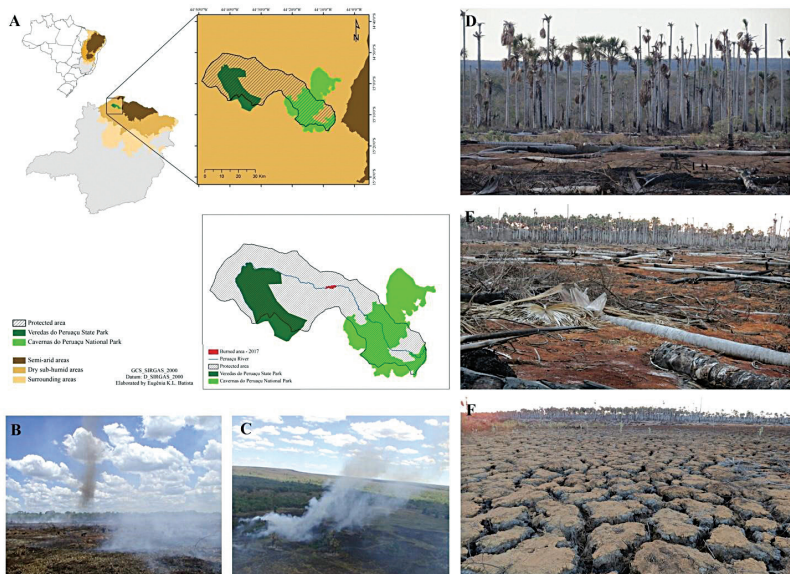 A
Km
0 10 20 30
Protected area
Veredas do Peruaçu State Park
Cavernas do Peruaçu National Park
Semi-arid areas
Dry sub-humid areas
Surrounding areas
GCS_SIRGAS_2000
Datum: D_SIRGAS_2000
Elaborated by Eugênia K.L. Batista
Burned area - 2017
Peruaçu River
Protected area
Veredas do Peruaçu State Park
Cavernas do Peruaçu National Park
B
C
D
E
F